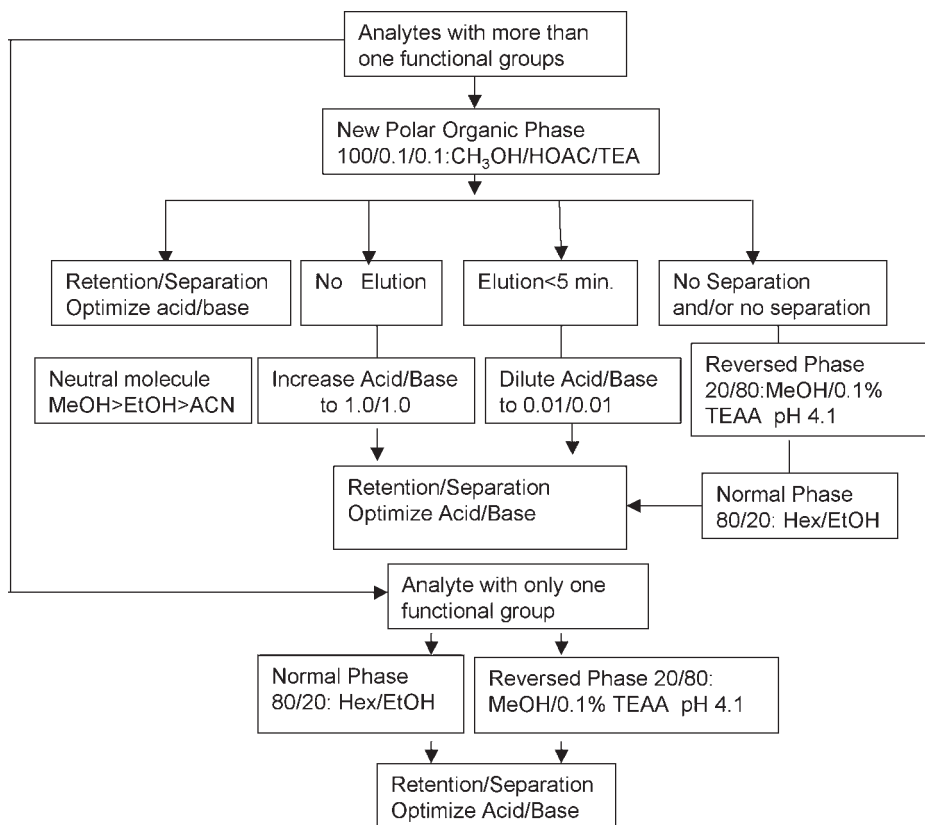 Analytes with more than
one functional groups
New Polar Organic Phase
100/0.1/0.1:CH₃OH/HOAC/TEA
Retention/Separation
Optimize acid/base
No Elution
Elution<5 min.
No Separation
and/or no separation
Neutral molecule
MeOH>EtOH>ACN
Increase Acid/Base
to 1.0/1.0
Dilute Acid/Base
to 0.01/0.01
Reversed Phase
20/80:MeOH/0.1%
TEAA pH 4.1
Retention/Separation
Optimize Acid/Base
Normal Phase
80/20: Hex/EtOH
Analyte with only one
functional group
Normal Phase
80/20: Hex/EtOH
Reversed Phase 20/80:
MeOH/0.1% TEAA pH 4.1
Retention/Separation
Optimize Acid/Base